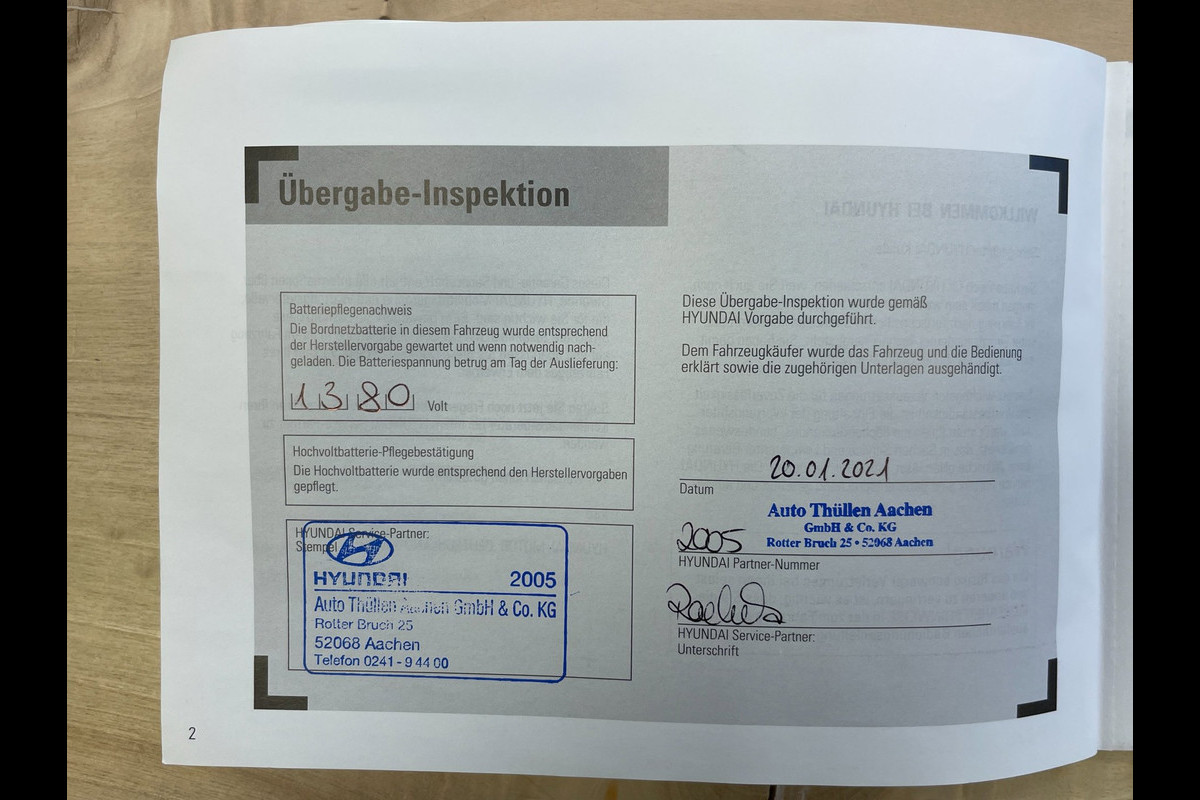 Übergabe-Inspektion
WILLKOMMEN BEI HYUNDAI
Batteriepflegenachweis
Die Bordnetzbatterie in diesem Fahrzeug wurde entsprechend
der Herstellervorgabe gewartet und wenn notwendig nach-
geladen. Die Batteriespannung betrug am Tag der Auslieferung:
13 80 Volt
Hochvoltbatterie-Pflegebestätigung
Die Hochvoltbatterie wurde entsprechend den Herstellervorgaben
gepflegt.
HYUNDAI Service-Partner:
Stempel
HYUNDAI 2005
Auto Thüllen Aachen GmbH & Co. KG
Rotter Bruch 25
52068 Aachen
Telefon 0241 - 9 44 00
Diese Übergabe-Inspektion wurde gemäß
HYUNDAI Vorgabe durchgeführt.
Dem Fahrzeugkäufer wurde das Fahrzeug und die Bedienung
erklärt sowie die zugehörigen Unterlagen ausgehändigt.
20.01.2021
Datum
Auto Thüllen Aachen
GmbH & Co. KG
Rotter Bruch 25 • 52068 Aachen
2005
HYUNDAI Partner-Nummer
HYUNDAI Service-Partner:
Unterschrift
2